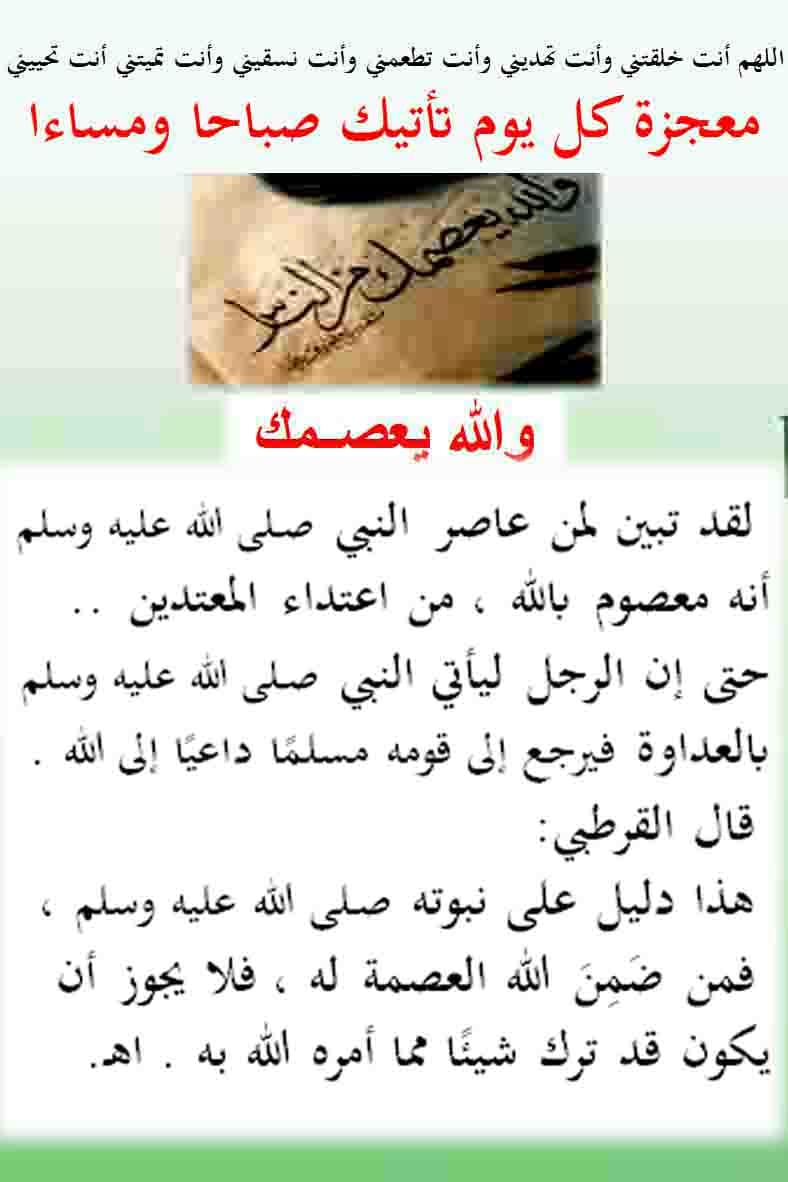 اللهم أنت خلقتني وأنت تهديني وأنت تطعمني وأنت نسقيني وأنت تميتني أنت تحييني
معجزة كل يوم تأتيك صباحا ومساءا
والله يعصمك من الناس
والله يعصمك
لقد تبين لمن عاصر النبي صلى الله عليه وسلم
أنه معصوم بالله ، من اعتداء المعتدين ..
حتى إن الرجل ليأتي النبي صلى الله عليه وسلم
بالعداوة فيرجع إلى قومه مسلمًا داعيًا إلى الله .
قال القرطبي:
هذا دليل على نبوته صلى الله عليه وسلم ،
فمن ضَمِنَ الله العصمة له ، فلا يجوز أن
يكون قد ترك شيئًا مما أمره الله به . اهـ.